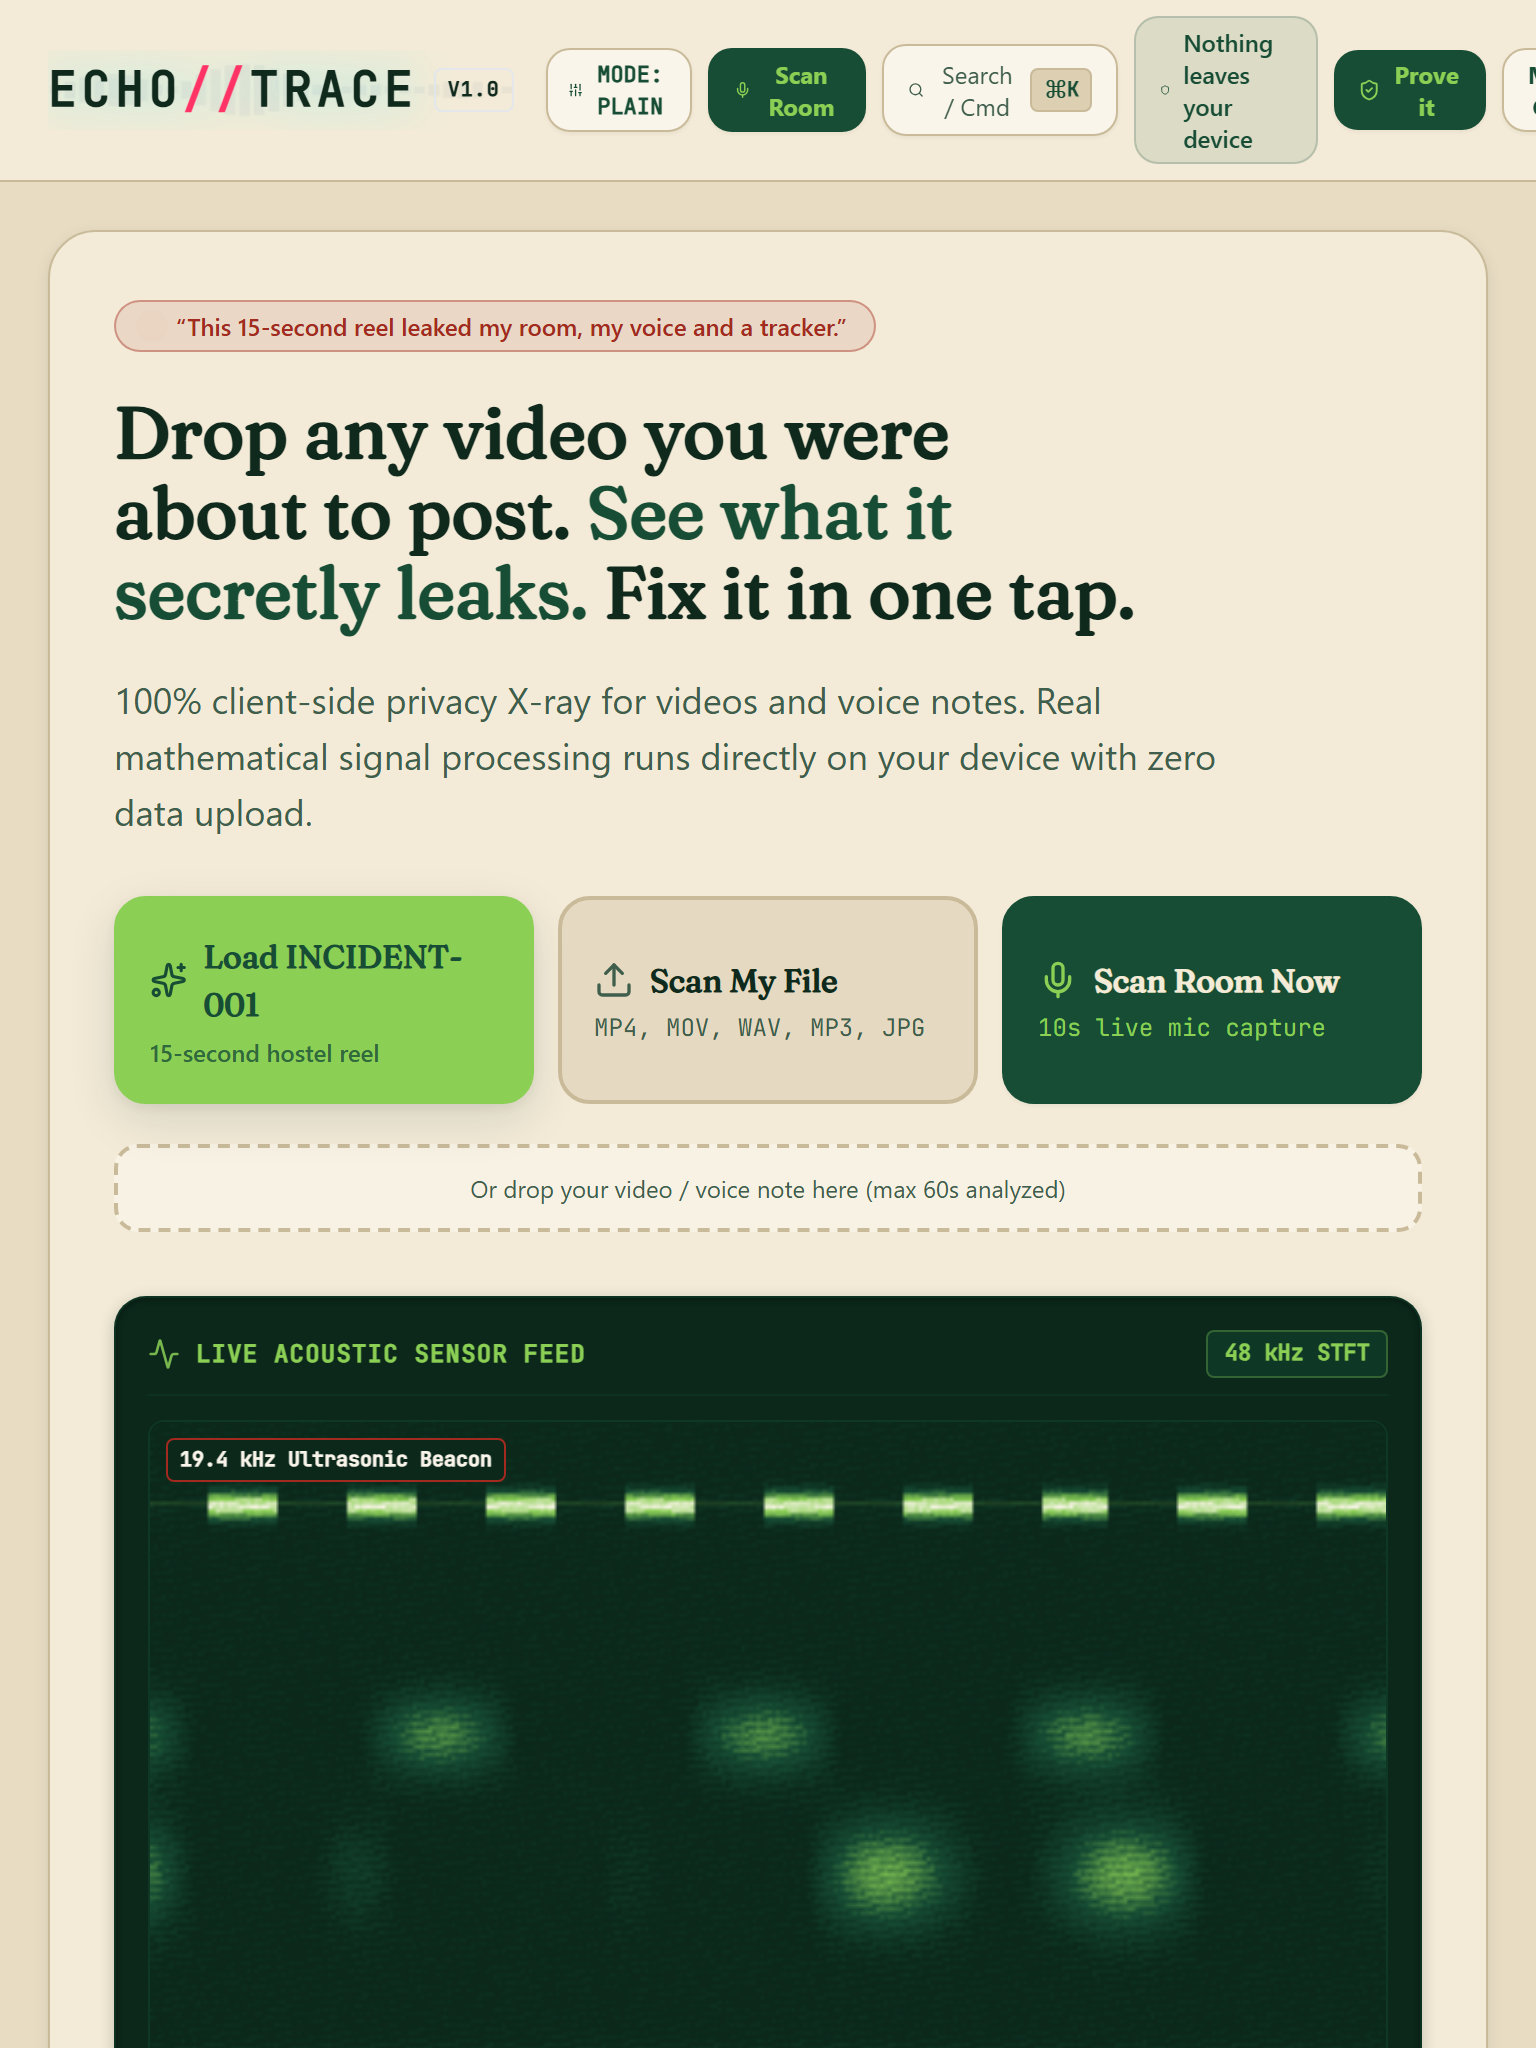 ECHO//TRACE
V1.0
MODE:
PLAIN
Scan
Room
Search
/ Cmd
⌘K
Nothing
leaves
your
device
Prove
it
“This 15-second reel leaked my room, my voice and a tracker.”
Drop any video you were
about to post. See what it
secretly leaks. Fix it in one tap.
100% client-side privacy X-ray for videos and voice notes. Real
mathematical signal processing runs directly on your device with zero
data upload.
Load INCIDENT-
001
15-second hostel reel
Scan My File
MP4, MOV, WAV, MP3, JPG
Scan Room Now
10s live mic capture
Or drop your video / voice note here (max 60s analyzed)
LIVE ACOUSTIC SENSOR FEED
48 kHz STFT
19.4 kHz Ultrasonic Beacon